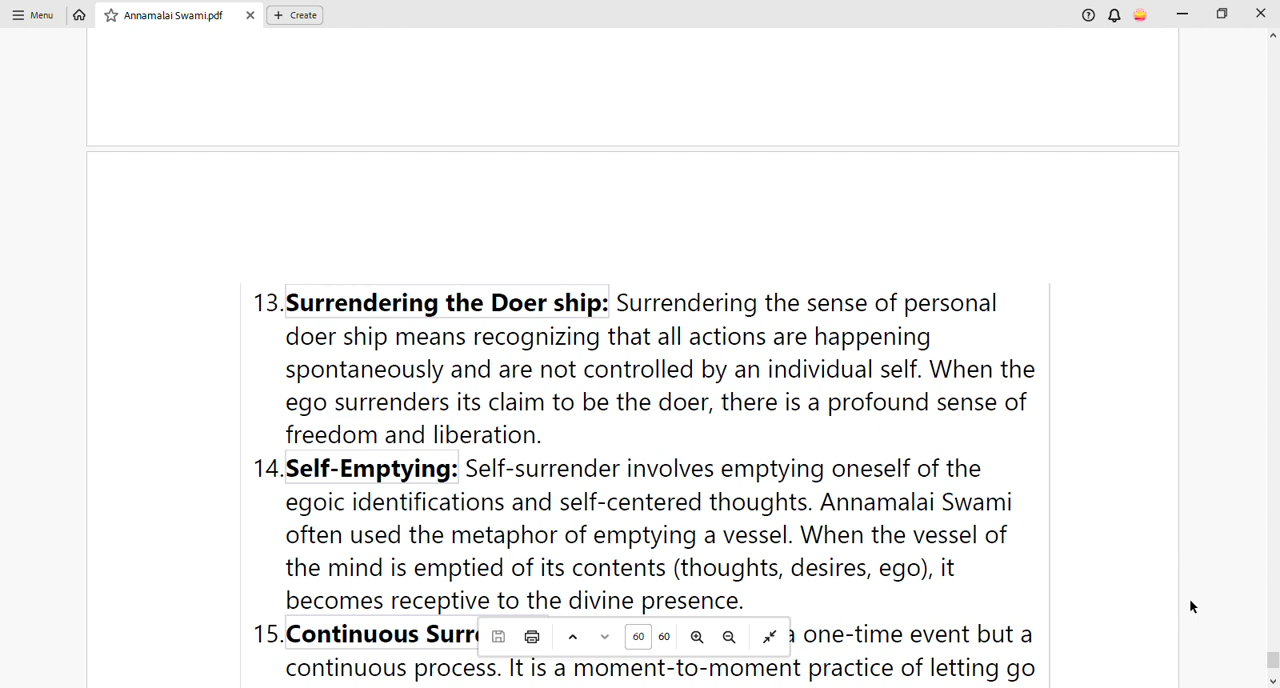 Menu
Annamalai Swami.pdf
Create
13. Surrendering the Doer ship: Surrendering the sense of personal
doer ship means recognizing that all actions are happening
spontaneously and are not controlled by an individual self. When the
ego surrenders its claim to be the doer, there is a profound sense of
freedom and liberation.
14. Self-Emptying: Self-surrender involves emptying oneself of the
egoic identifications and self-centered thoughts. Annamalai Swami
often used the metaphor of emptying a vessel. When the vessel of
the mind is emptied of its contents (thoughts, desires, ego), it
becomes receptive to the divine presence.
15. Continuous Surre a one-time event but a
60 60
continuous process. It is a moment-to-moment practice of letting go